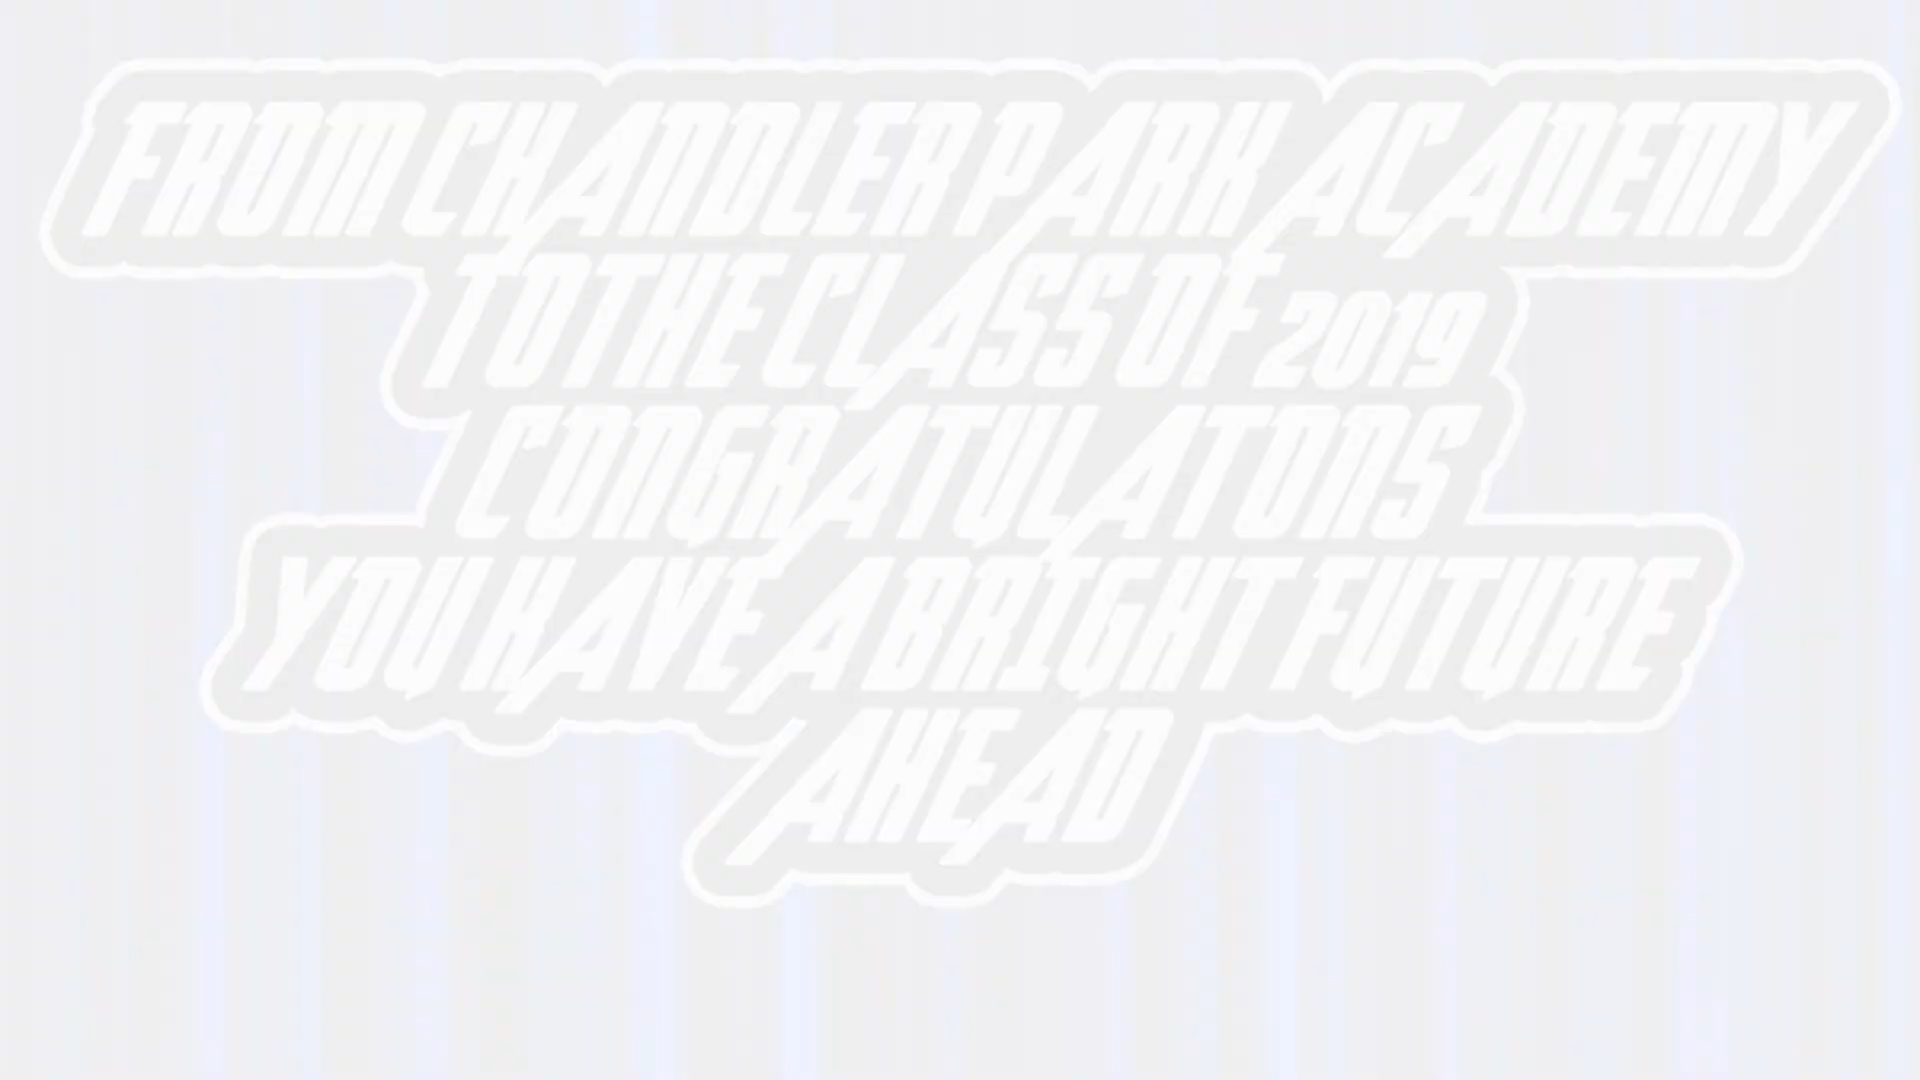 FROM CHANDLER PARK ACADEMY
TO THE CLASS OF 2019
CONGRATULATONS
YOU HAVE A BRIGHT FUTURE
AHEAD